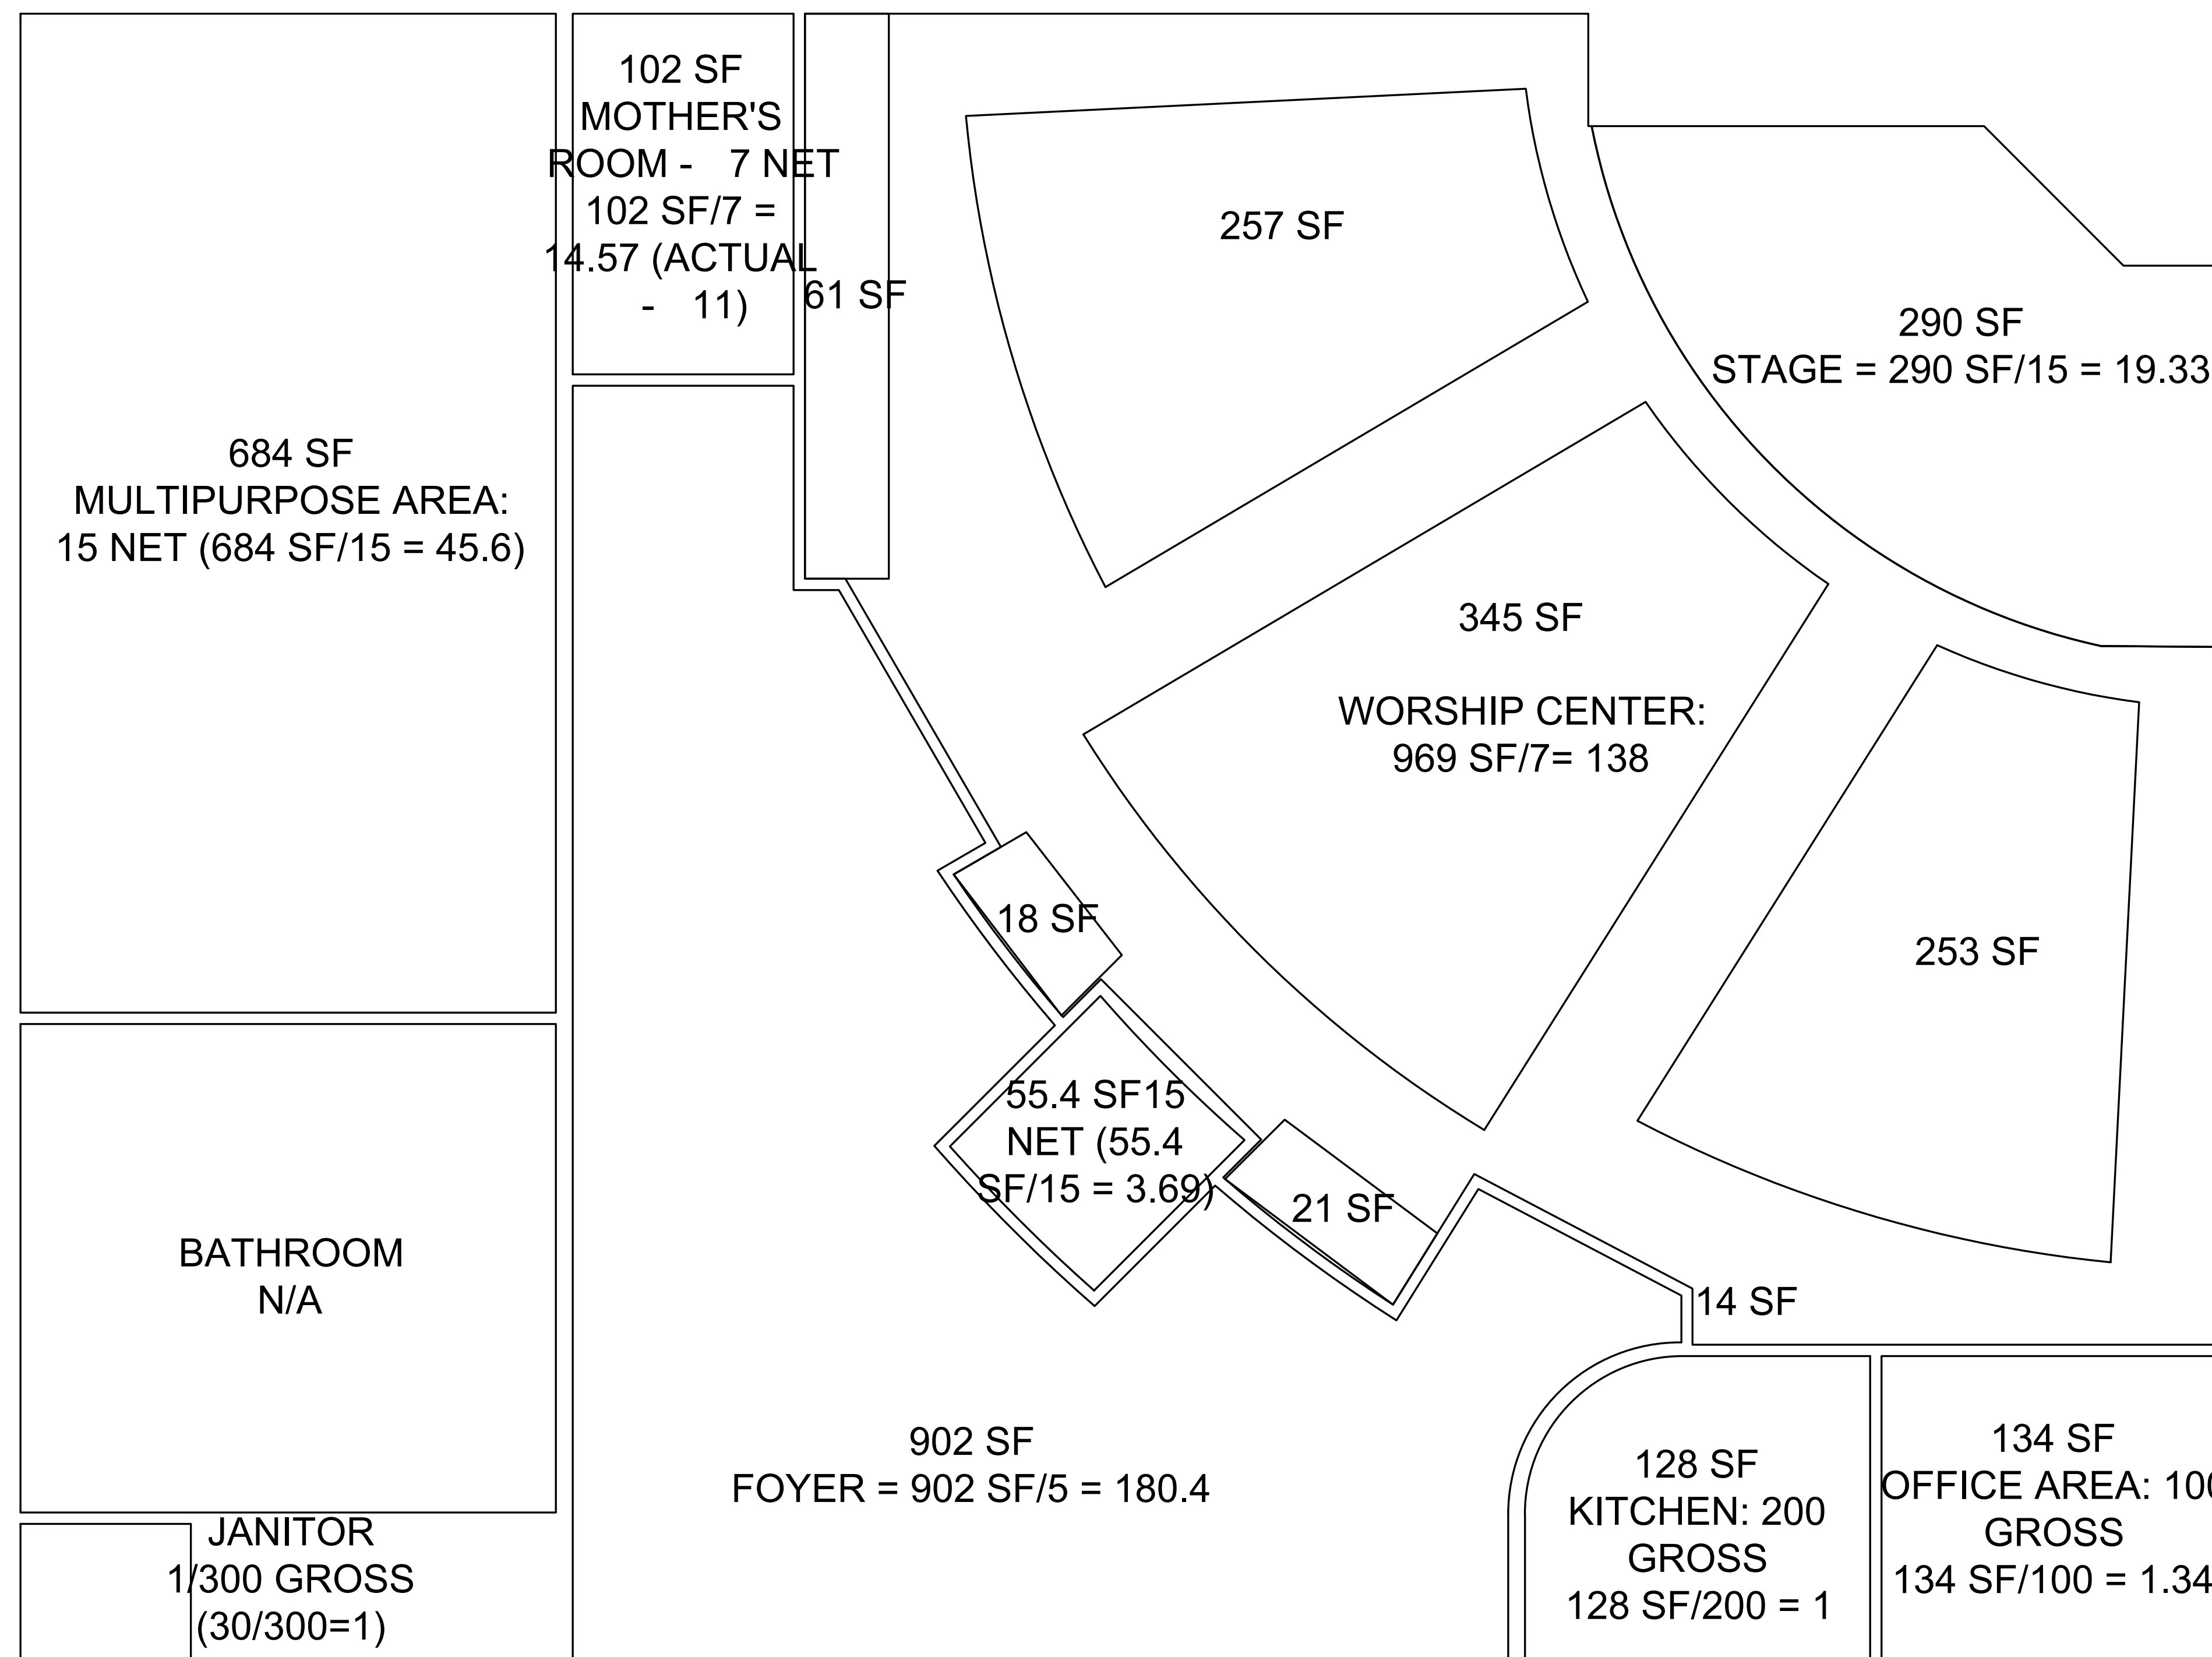 102 SF
MOTHER'S
ROOM - 7 NET
102 SF/7 =
14.57 (ACTUAL
- 11)
61 SF
257 SF
290 SF
STAGE = 290 SF/15 = 19.33
684 SF
MULTIPURPOSE AREA:
15 NET (684 SF/15 = 45.6)
345 SF
WORSHIP CENTER:
969 SF/7= 138
18 SF
253 SF
55.4 SF15
NET (55.4
SF/15 = 3.69)
21 SF
14 SF
BATHROOM
N/A
902 SF
FOYER = 902 SF/5 = 180.4
128 SF
KITCHEN: 200
GROSS
128 SF/200 = 1
134 SF
OFFICE AREA: 100
GROSS
134 SF/100 = 1.34
JANITOR
1/300 GROSS
(30/300=1)